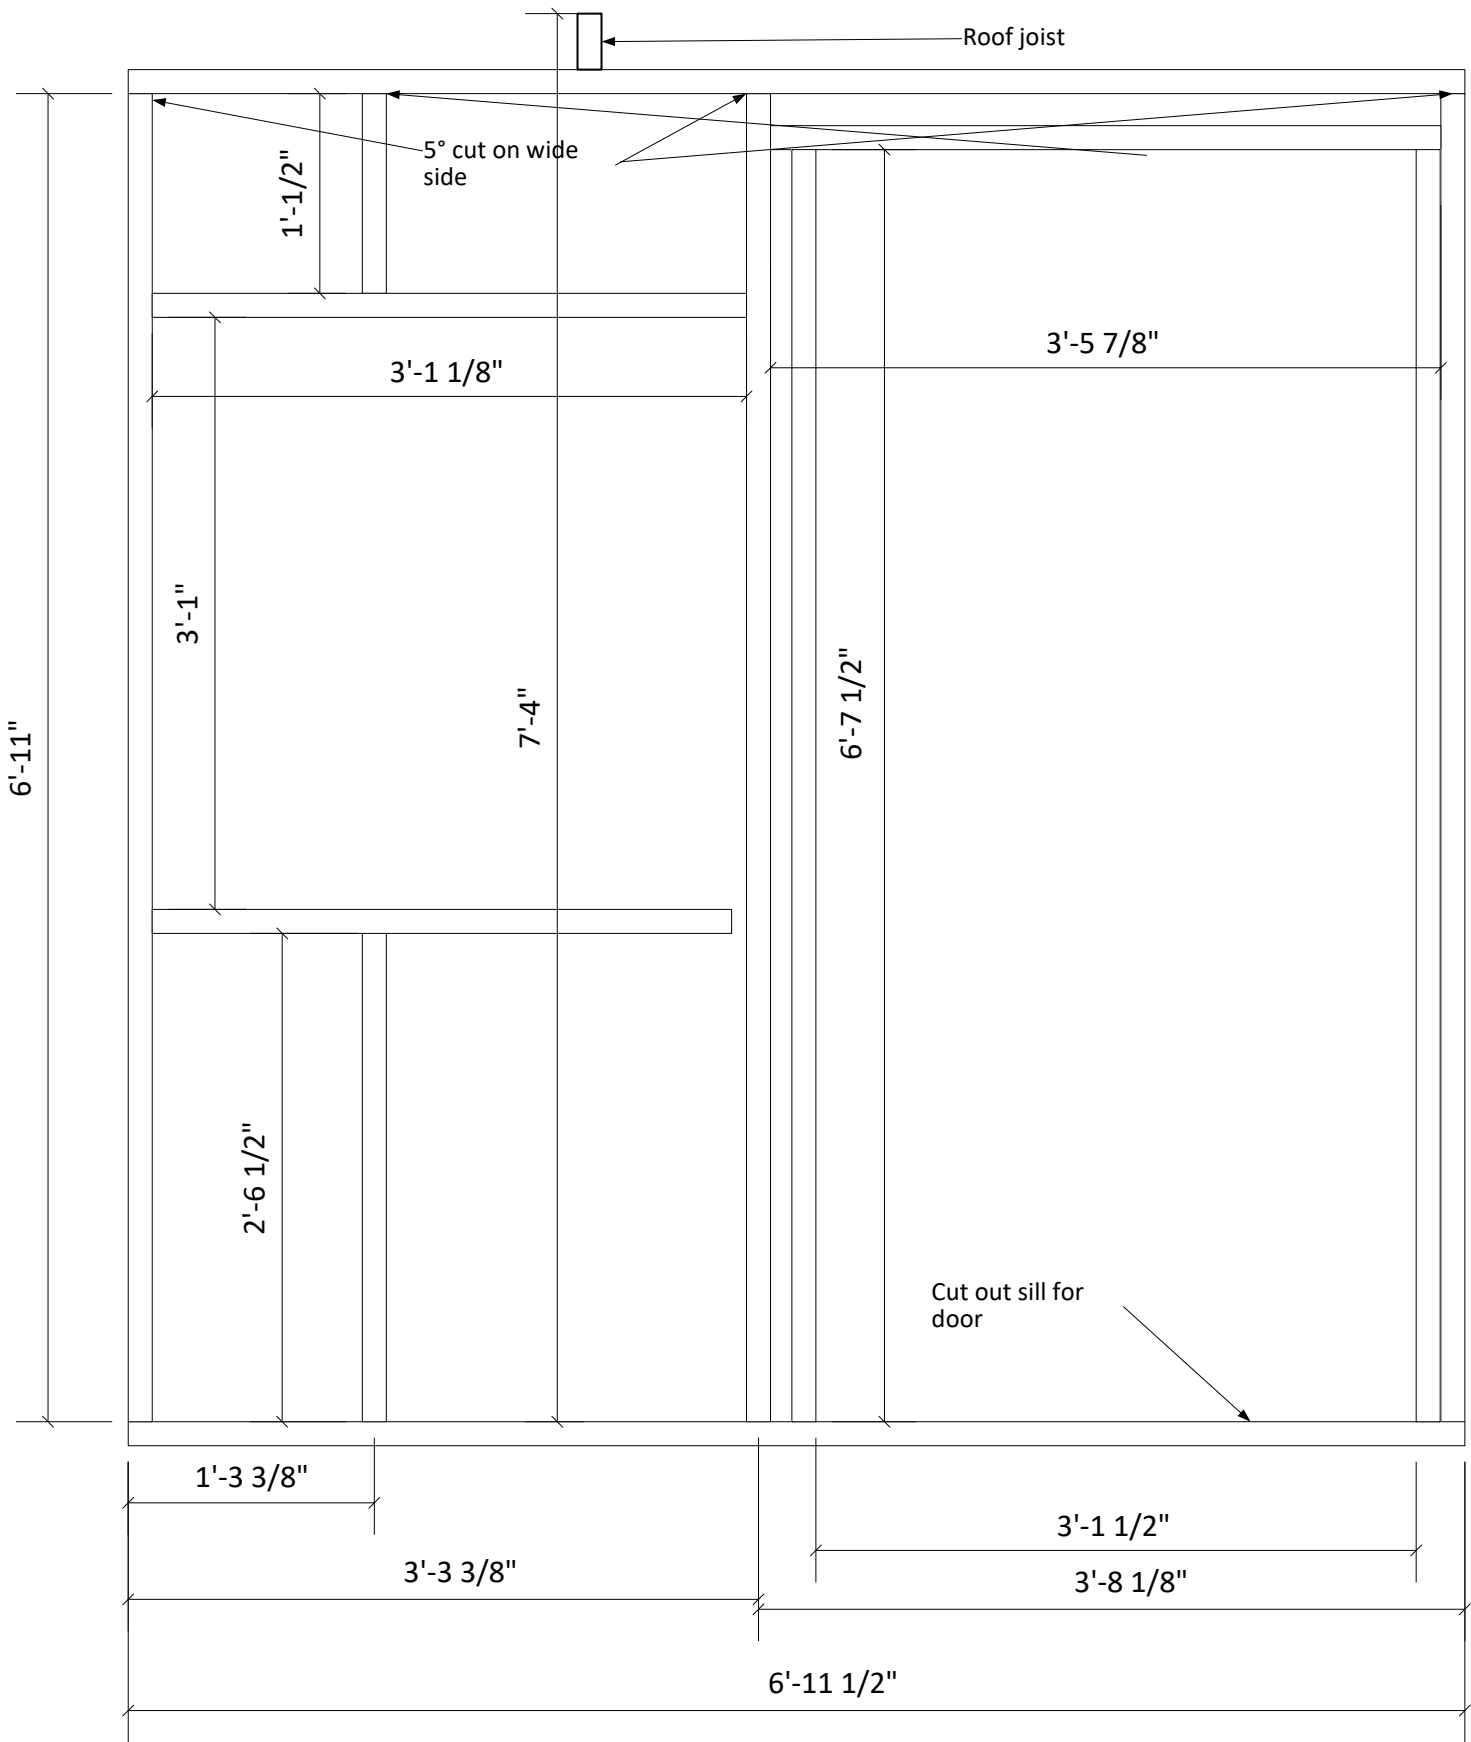 Roof joist
5° cut on wide
side
1'-1/2"
3'-5 7/8"
3'-1 1/8"
3'-1"
7'-4"
6'-7 1/2"
6'-11"
2'-6 1/2"
Cut out sill for
door
1'-3 3/8"
3'-1 1/2"
3'-3 3/8"
3'-8 1/8"
6'-11 1/2"